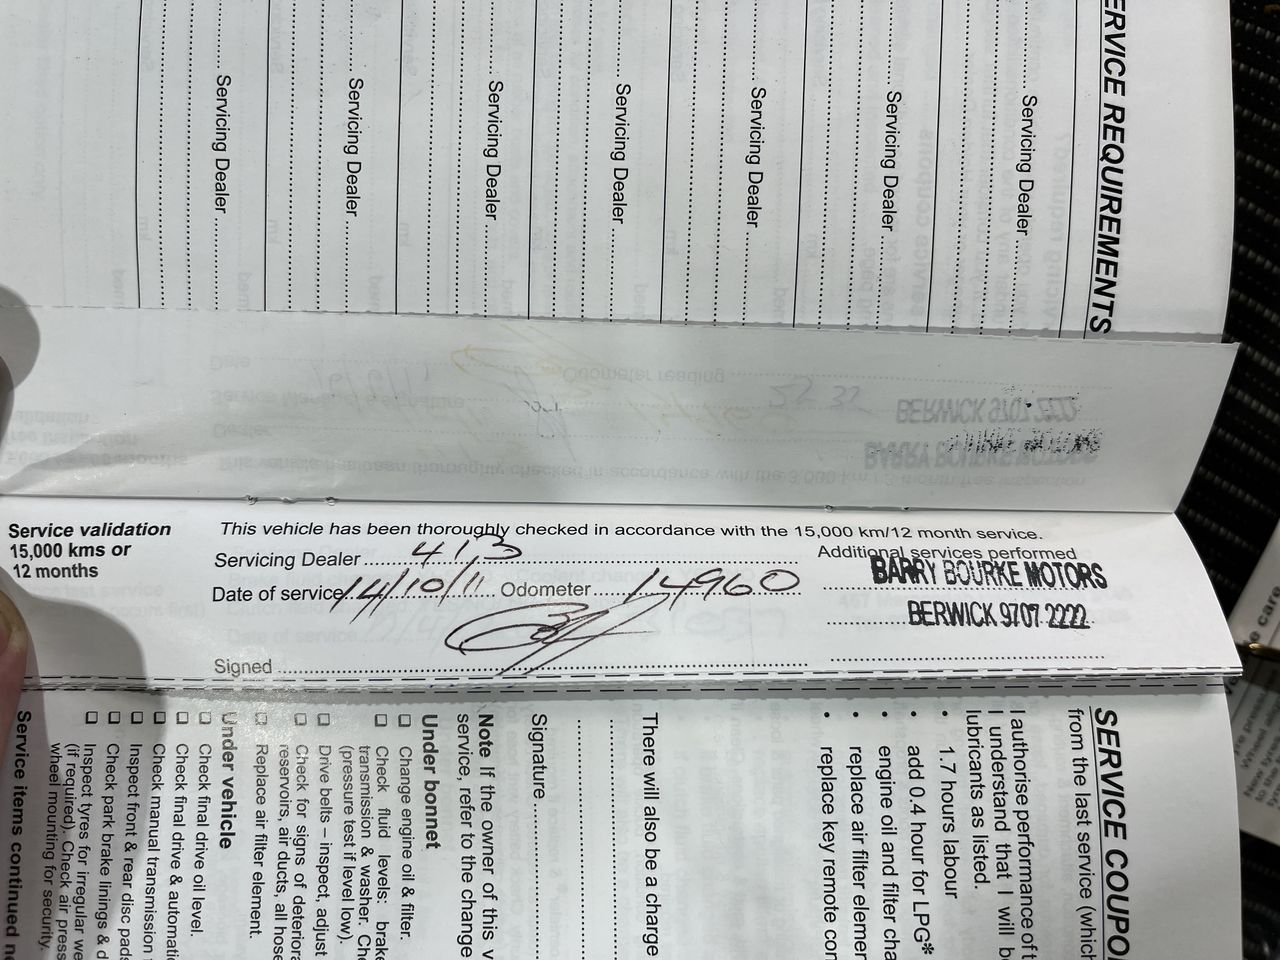 SERVICE REQUIREMENTS
Servicing Dealer
Servicing Dealer
Servicing Dealer
Servicing Dealer
Servicing Dealer
Servicing Dealer
Servicing Dealer
Service validation
15,000 kms or
12 months
This vehicle has been thoroughly checked in accordance with the 15,000 km/12 month service.
Servicing Dealer 413
Date of service 14/10/11 Odometer 14960
Signed
Additional services performed
BARRY BOURKE MOTORS
BERWICK 9707 2222
SERVICE COUPO
from the last service (which
I authorise performance of t
I understand that I will b
lubricants as listed.
• 1.7 hours labour
• add 0.4 hour for LPG*
• engine oil and filter cha
• replace air filter elemen
• replace key remote con
There will also be a charge
Signature
Note If the owner of this v
service, refer to the change
Under bonnet
❑ Change engine oil & filter.
❑ Check fluid levels: brake
transmission & washer. Che
(pressure test if level low).
❑ Drive belts – inspect, adjust
❑ Check for signs of deteriora
reservoirs, air ducts, all hose
❑ Replace air filter element.
Under vehicle
❑ Check final drive oil level.
❑ Check final drive & automati
❑ Check manual transmission
❑ Inspect front & rear disc pads
❑ Check park brake linings & d
❑ Inspect tyres for irregular we
(if required). Check air press
wheel mounting for security.
Service items continued ne